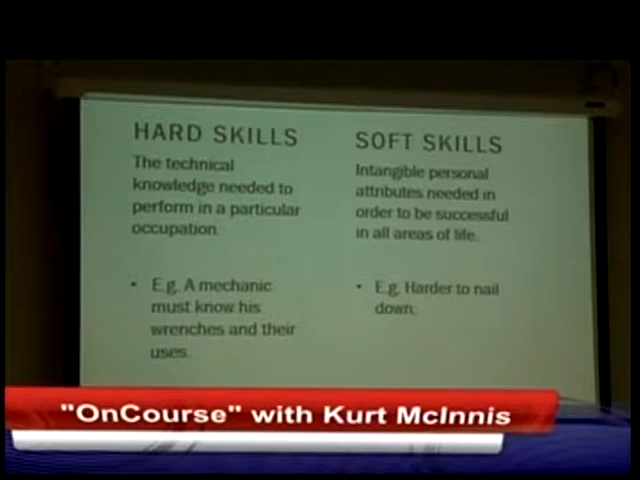 HARD SKILLS
The technical
knowledge needed to
perform in a particular
occupation.
• E.g. A mechanic
must know his
wrenches and their
uses.
SOFT SKILLS
Intangible personal
attributes needed in
order to be successful
in all areas of life.
• E.g. Harder to nail
down.
"OnCourse" with Kurt McInnis